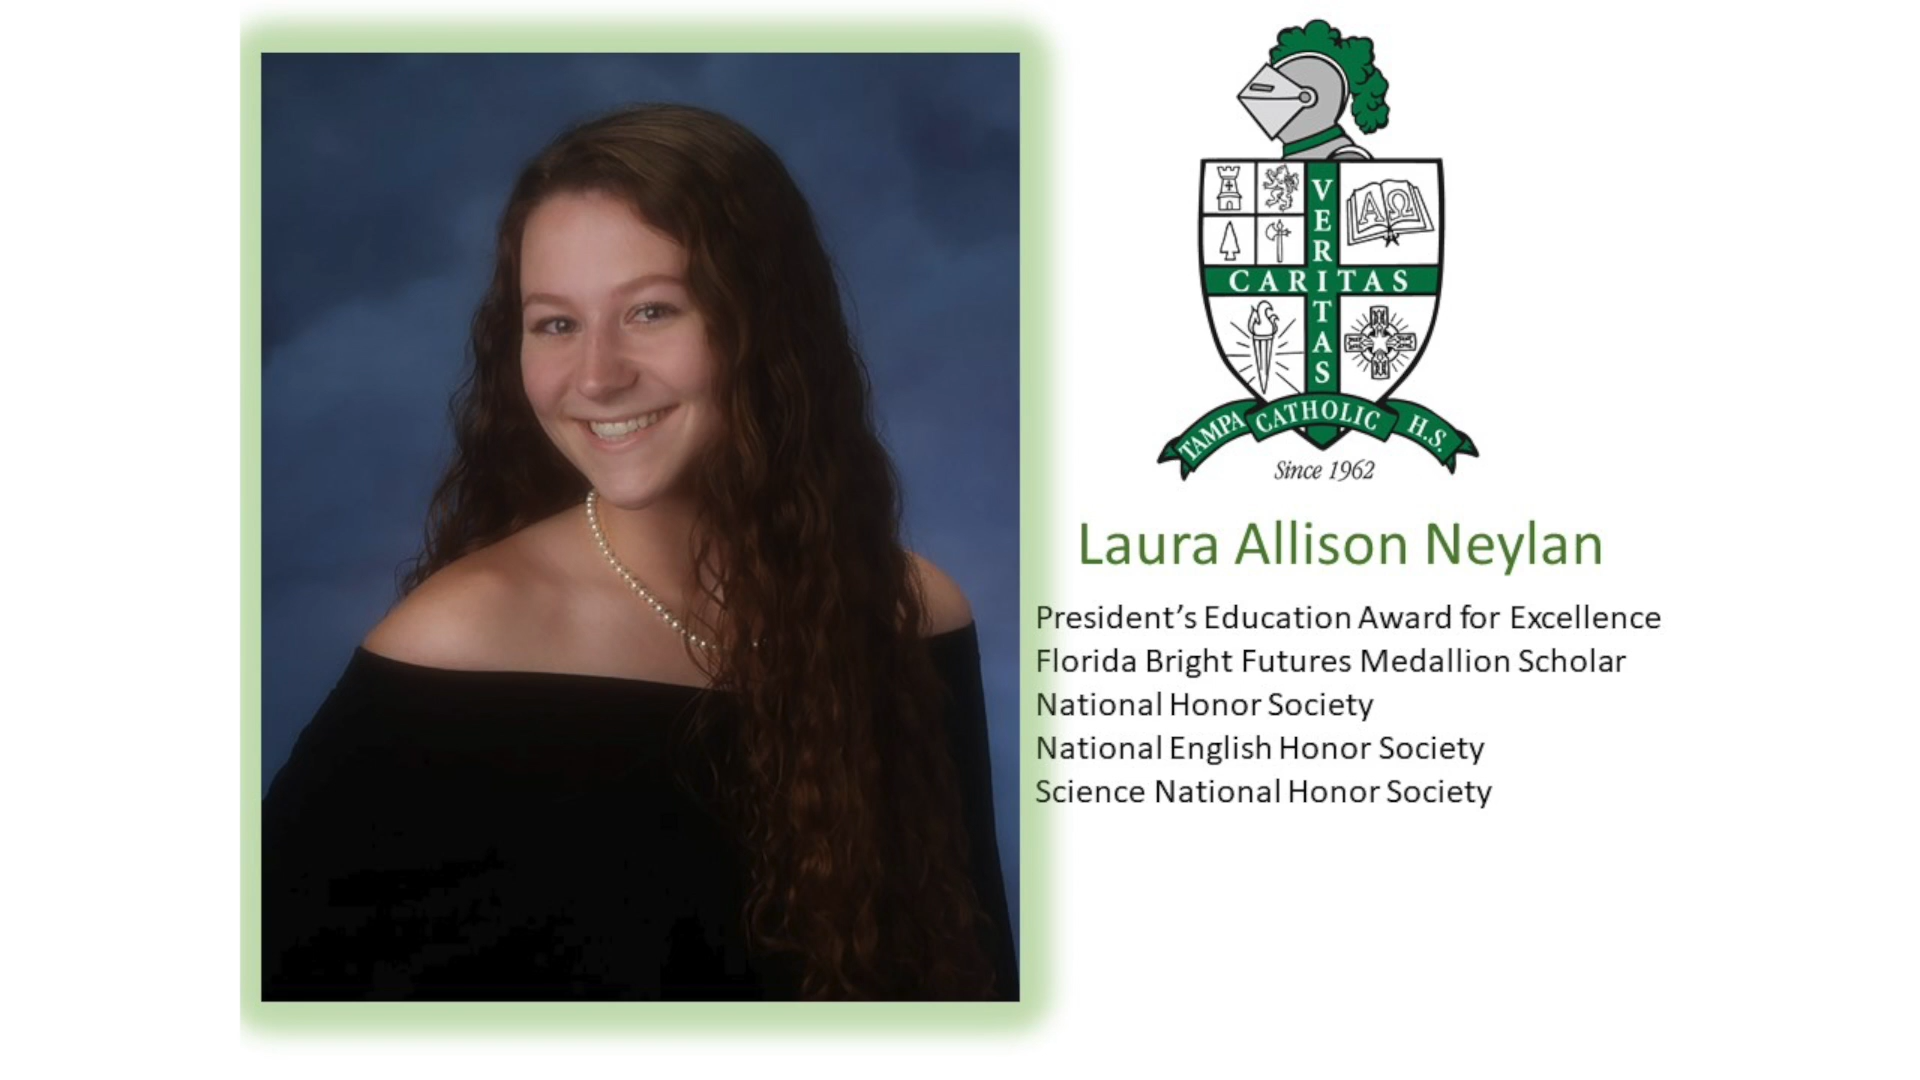 VERITAS
CARITAS
ΑΩ
TAMPA CATHOLIC H.S.
Since 1962
Laura Allison Neylan
President’s Education Award for Excellence
Florida Bright Futures Medallion Scholar
National Honor Society
National English Honor Society
Science National Honor Society